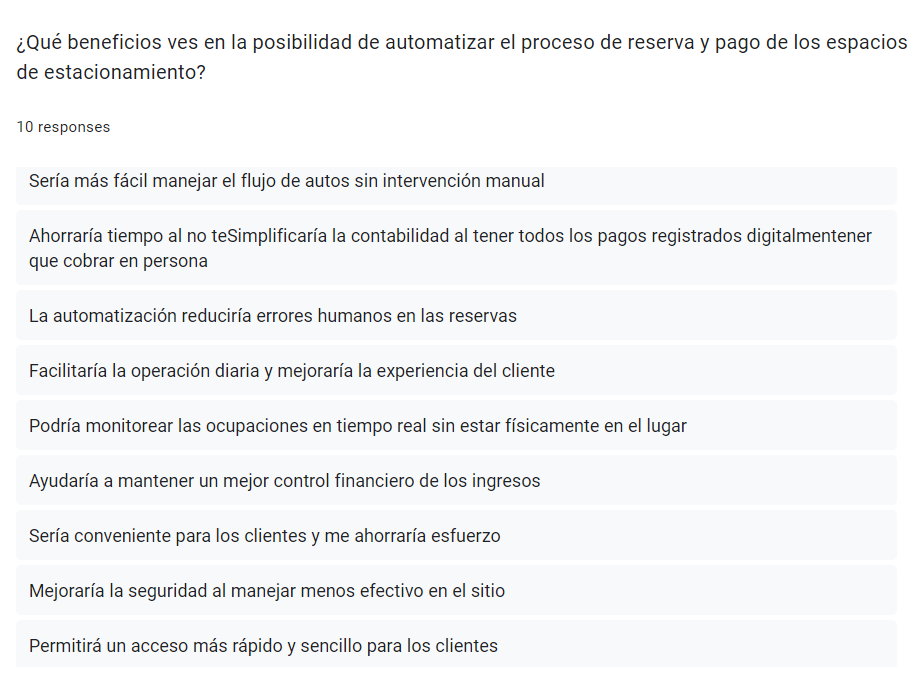 ¿Qué beneficios ves en la posibilidad de automatizar el proceso de reserva y pago de los espacios
de estacionamiento?
10 responses
Sería más fácil manejar el flujo de autos sin intervención manual
Ahorraría tiempo al no teSimplificaría la contabilidad al tener todos los pagos registrados digitalmentener
que cobrar en persona
La automatización reduciría errores humanos en las reservas
Facilitaría la operación diaria y mejoraría la experiencia del cliente
Podría monitorear las ocupaciones en tiempo real sin estar físicamente en el lugar
Ayudaría a mantener un mejor control financiero de los ingresos
Sería conveniente para los clientes y me ahorraría esfuerzo
Mejoraría la seguridad al manejar menos efectivo en el sitio
Permitirá un acceso más rápido y sencillo para los clientes